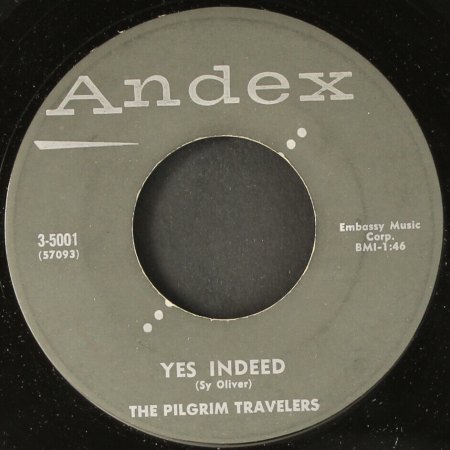 Andex
3-5001
(57093)
Embassy Music
Corp.
BMI-1:46
YES INDEED
(Sy Oliver)
THE PILGRIM TRAVELERS